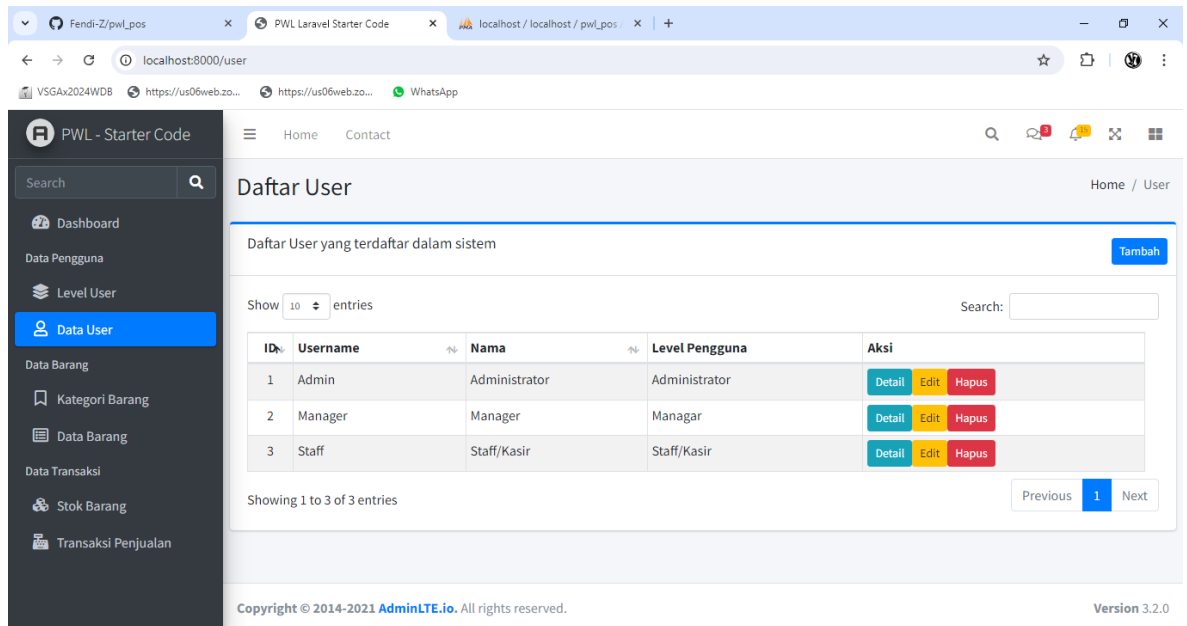 Fendi-Z/pwl_pos
PWL Laravel Starter Code
localhost / localhost / pwl_pos /
localhost:8000/user
VSGAx2024WDB
https://us06web.zo...
https://us06web.zo...
WhatsApp
PWL - Starter Code
Home
Contact
3
15
Search
Daftar User
Home / User
Dashboard
Data Pengguna
Level User
Data User
Data Barang
Kategori Barang
Data Barang
Data Transaksi
Stok Barang
Transaksi Penjualan
Daftar User yang terdaftar dalam sistem
Tambah
Show 10 entries
Search:
ID Username Nama Level Pengguna Aksi
1 Admin Administrator Administrator Detail Edit Hapus
2 Manager Manager Managar Detail Edit Hapus
3 Staff Staff/Kasir Staff/Kasir Detail Edit Hapus
Showing 1 to 3 of 3 entries
Previous 1 Next
Copyright © 2014-2021 AdminLTE.io. All rights reserved.
Version 3.2.0